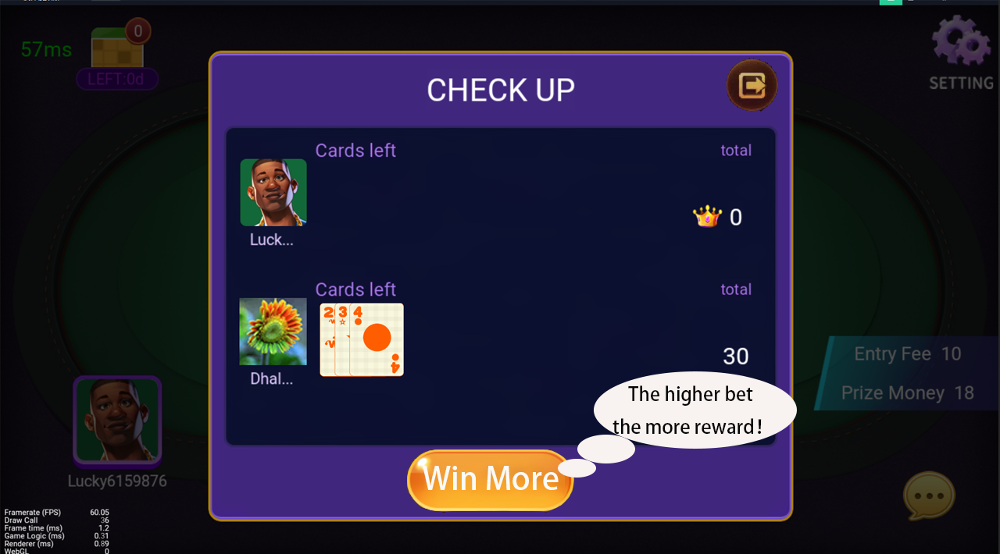 57ms
0
LEFT:0d
SETTING
CHECK UP
Cards left
total
0
Luck...
Cards left
total
2 3 4
4
30
Dhal...
Entry Fee 10
Prize Money 18
The higher bet
the more reward!
Win More
Lucky6159876
Framerate (FPS) 60.05
Draw Call 36
Frame time (ms) 1.2
Game Logic (ms) 0.31
Renderer (ms) 0.89
WebGL 0